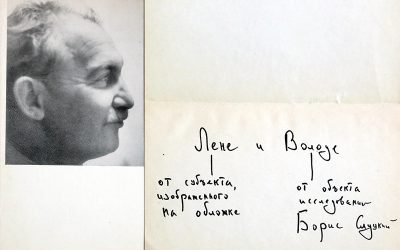 Лене и Володе
от субъекта,
изображенного
на обложке
от объекта
исследования
Борис Слуцкий